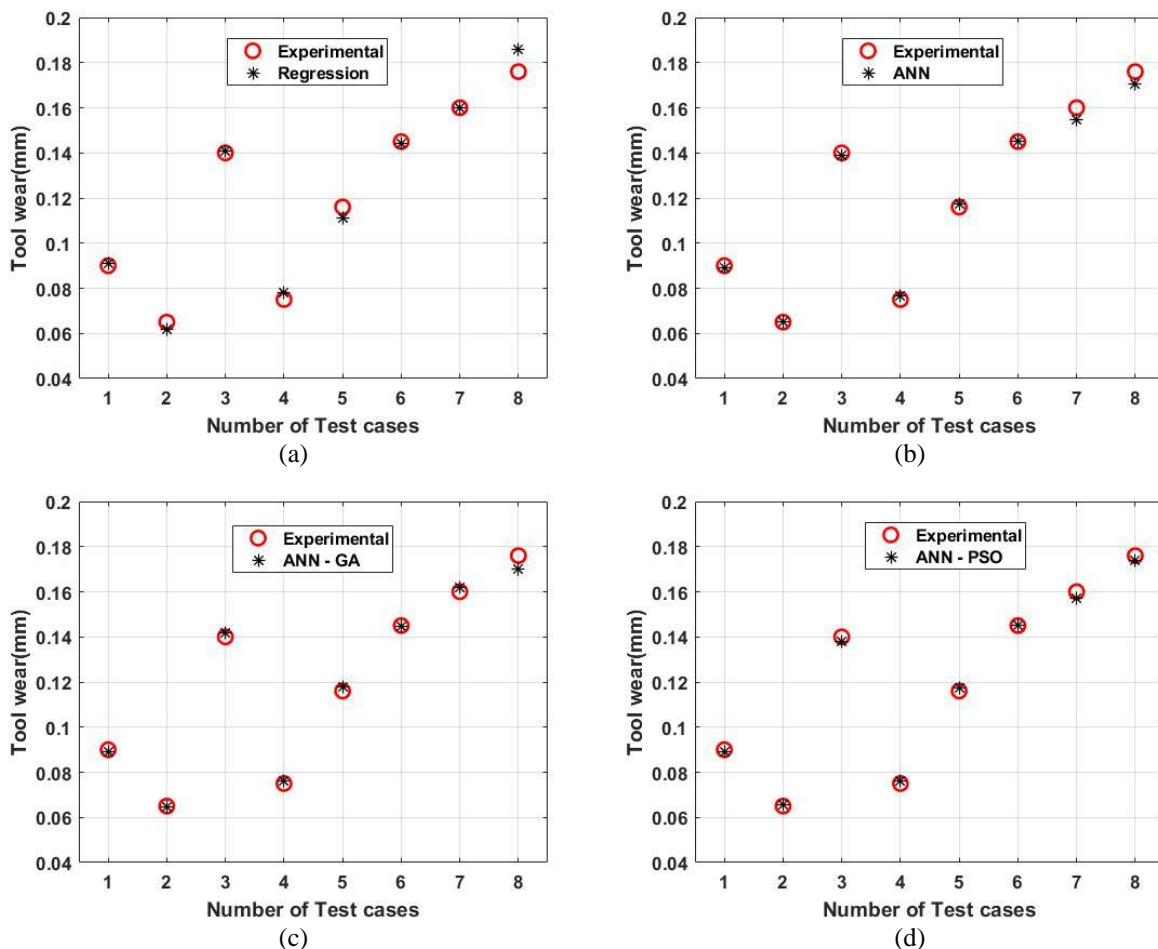 0.2
0.18
0.16
0.14
0.12
0.1
0.08
0.06
0.04
Tool wear(mm)
Experimental
Regression
1 2 3 4 5 6 7 8
Number of Test cases
(a)
0.2
0.18
0.16
0.14
0.12
0.1
0.08
0.06
0.04
Tool wear(mm)
Experimental
ANN
1 2 3 4 5 6 7 8
Number of Test cases
(b)
0.2
0.18
0.16
0.14
0.12
0.1
0.08
0.06
0.04
Tool wear(mm)
Experimental
ANN - GA
1 2 3 4 5 6 7 8
Number of Test cases
(c)
0.2
0.18
0.16
0.14
0.12
0.1
0.08
0.06
0.04
Tool wear(mm)
Experimental
ANN - PSO
1 2 3 4 5 6 7 8
Number of Test cases
(d)